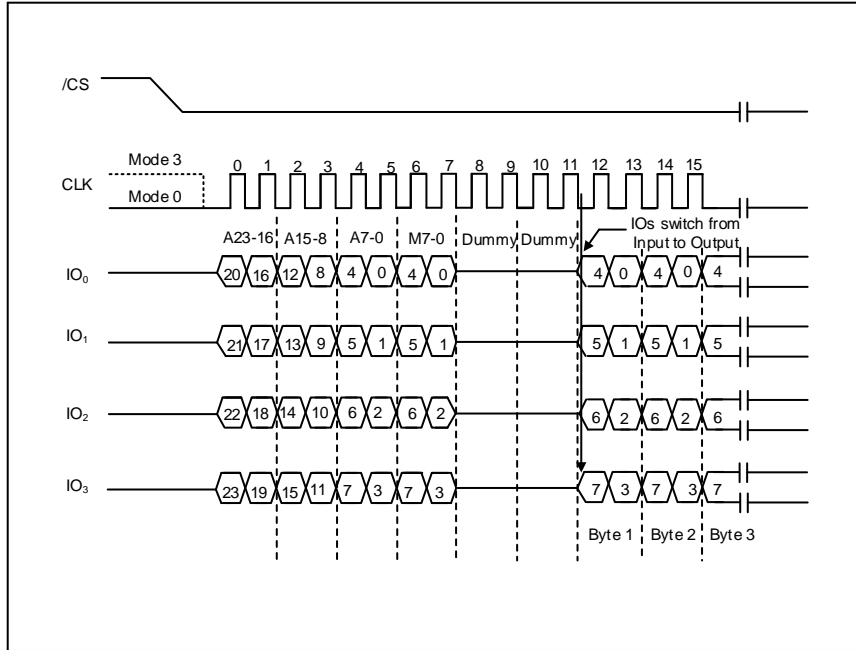 /CS
Mode 3
0 1 2 3 4 5 6 7 8 9 10 11 12 13 14 15
CLK
Mode 0
IOs switch from
Input to Output
A23-16 A15-8 A7-0 M7-0 Dummy Dummy
IO₀ 20 16 12 8 4 0 4 0 4 0 4 0 4
IO₁ 21 17 13 9 5 1 5 1 5 1 5 1 5
IO₂ 22 18 14 10 6 2 6 2 6 2 6 2 6
IO₃ 23 19 15 11 7 3 7 3 7 3 7 3 7
Byte 1 Byte 2 Byte 3